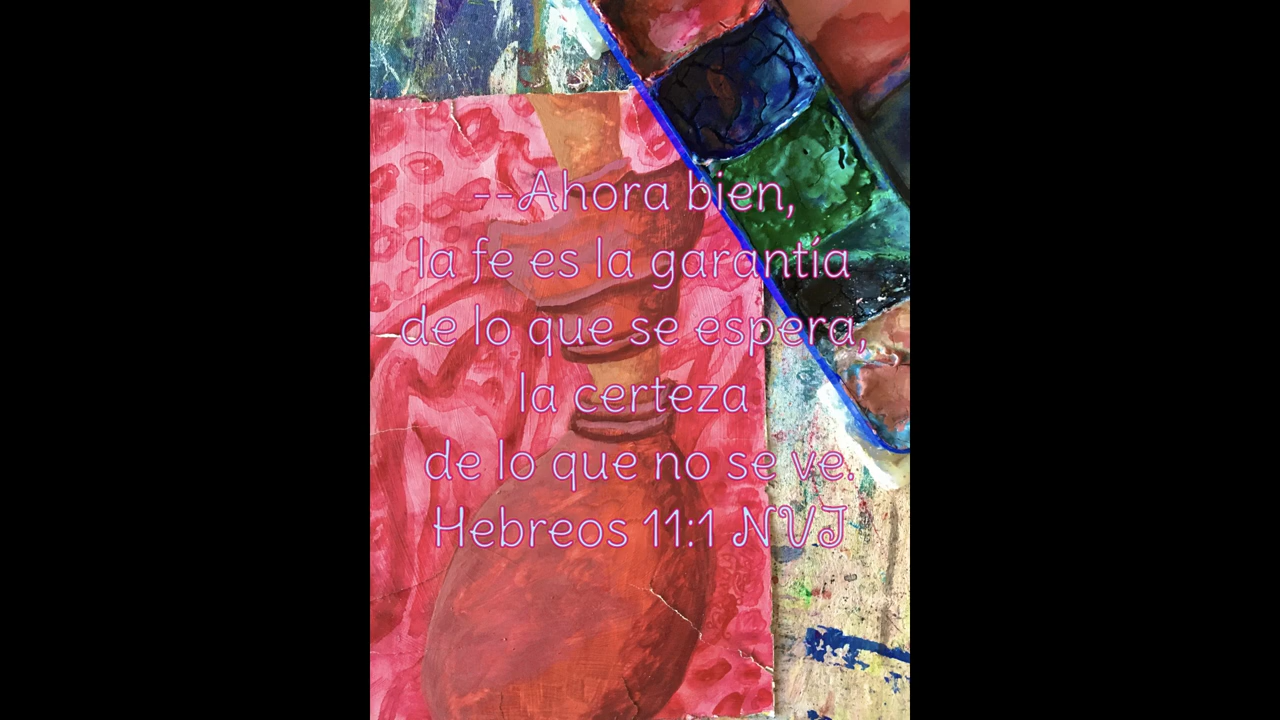 --Ahora bien,
la fe es la garantía
de lo que se espera,
la certeza
de lo que no se ve.
Hebreos 11:1 NVI